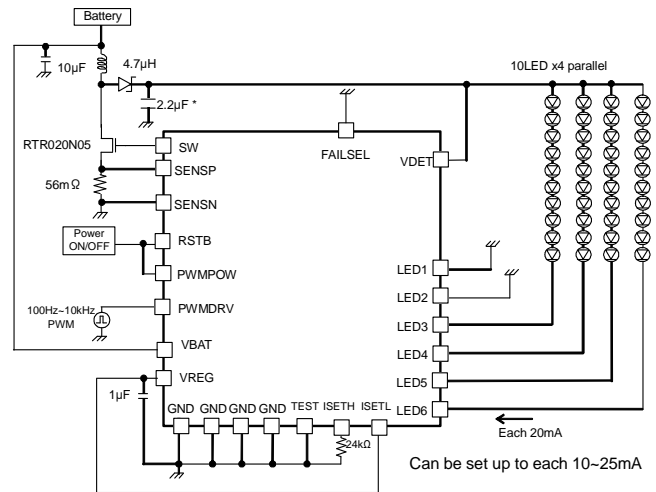 Battery
10µF
4.7µH
2.2µF *
10LED x4 parallel
RTR020N05
SW
FAILSEL
VDET
SENSP
56mΩ
SENSN
Power
ON/OFF
RSTB
PWMPOW
LED1
LED2
100Hz~10kHz
PWM
PWMDRV
LED3
VBAT
LED4
VREG
LED5
1µF
GND GND GND GND TEST ISETH ISETL
LED6
24kΩ
Each 20mA
Can be set up to each 10~25mA